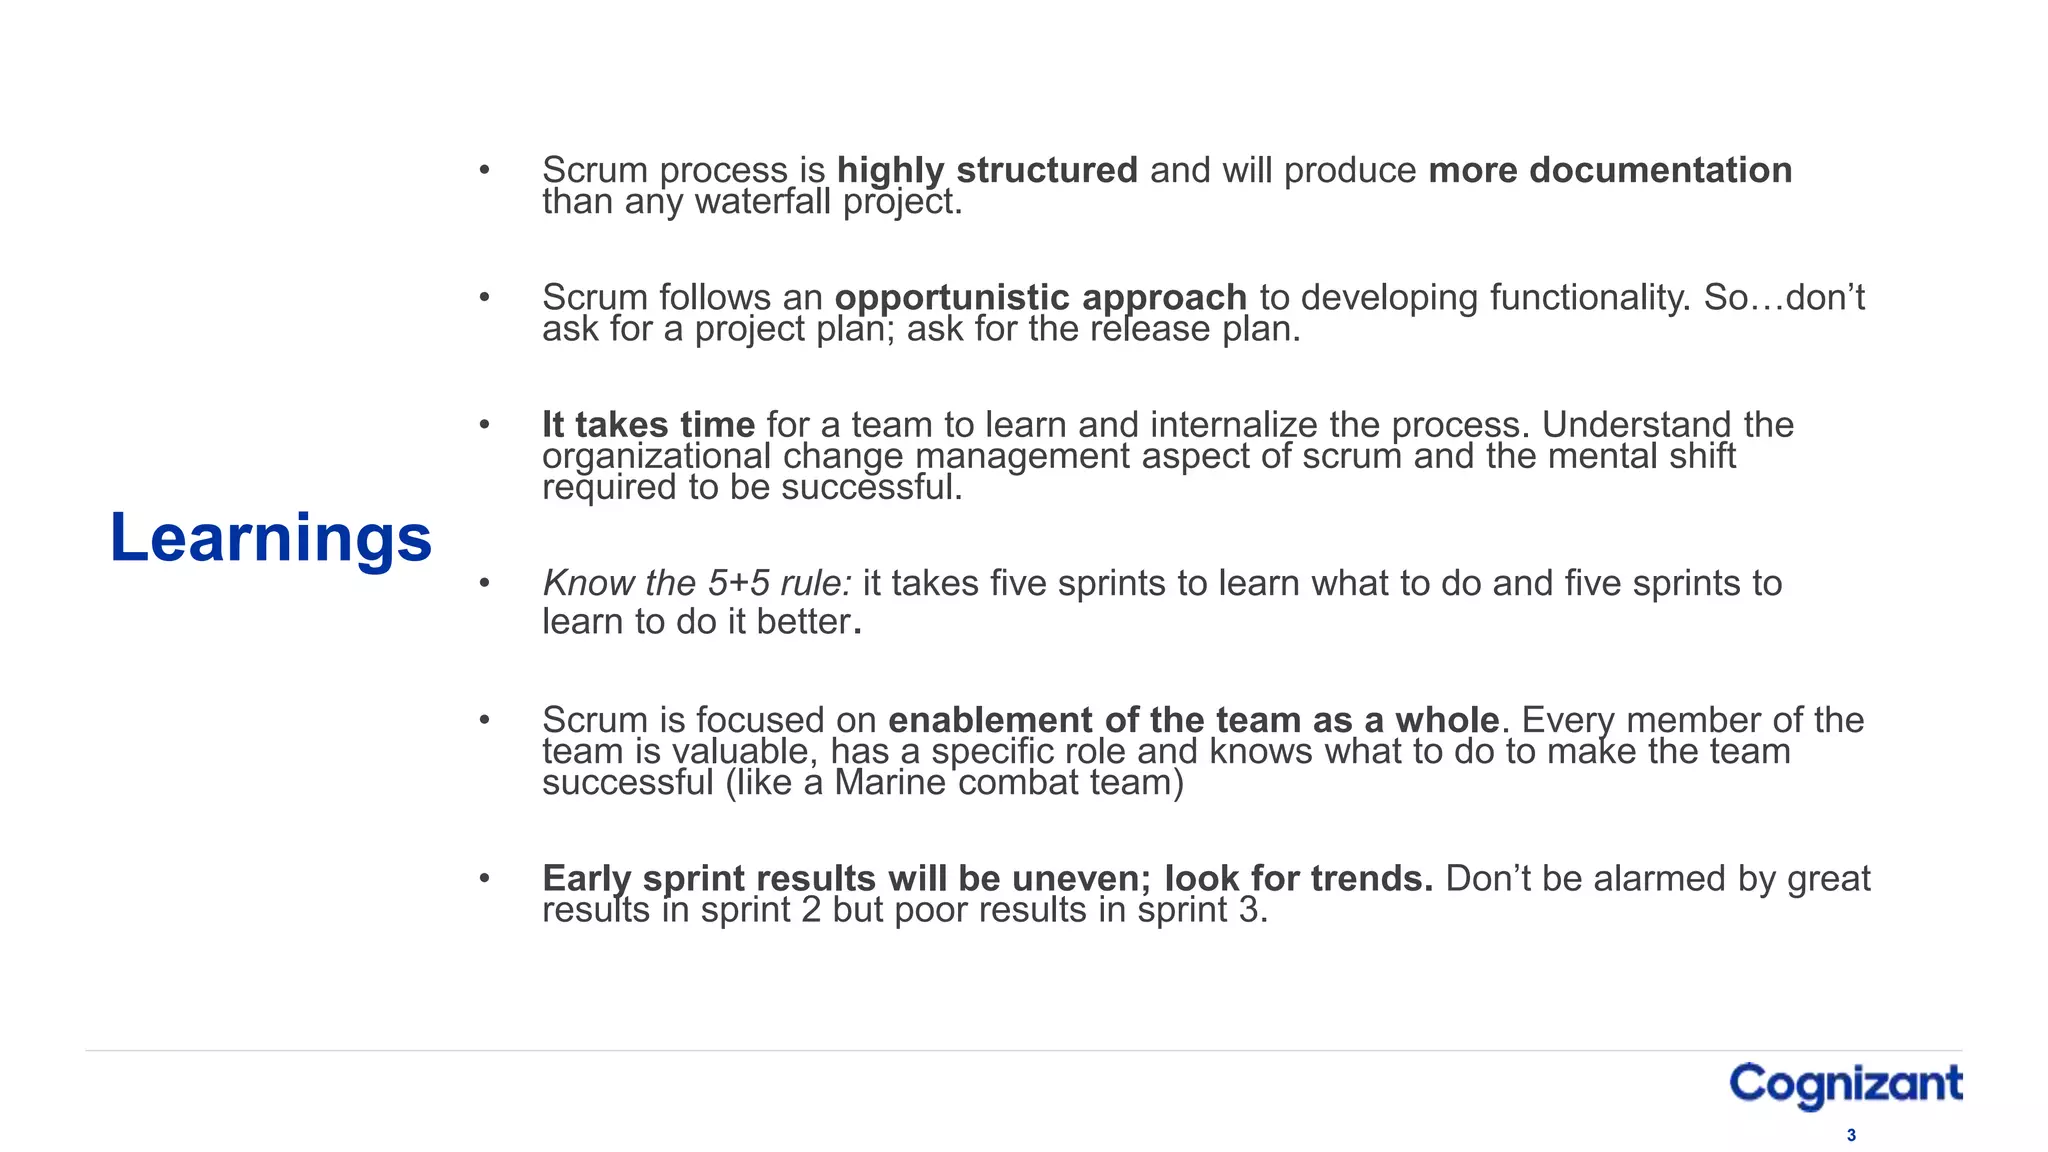 Learnings
• Scrum process is highly structured and will produce more documentation
than any waterfall project.
• Scrum follows an opportunistic approach to developing functionality. So…don’t
ask for a project plan; ask for the release plan.
• It takes time for a team to learn and internalize the process. Understand the
organizational change management aspect of scrum and the mental shift
required to be successful.
• Know the 5+5 rule: it takes five sprints to learn what to do and five sprints to
learn to do it better.
• Scrum is focused on enablement of the team as a whole. Every member of the
team is valuable, has a specific role and knows what to do to make the team
successful (like a Marine combat team)
• Early sprint results will be uneven; look for trends. Don’t be alarmed by great
results in sprint 2 but poor results in sprint 3.
Cognizant
3